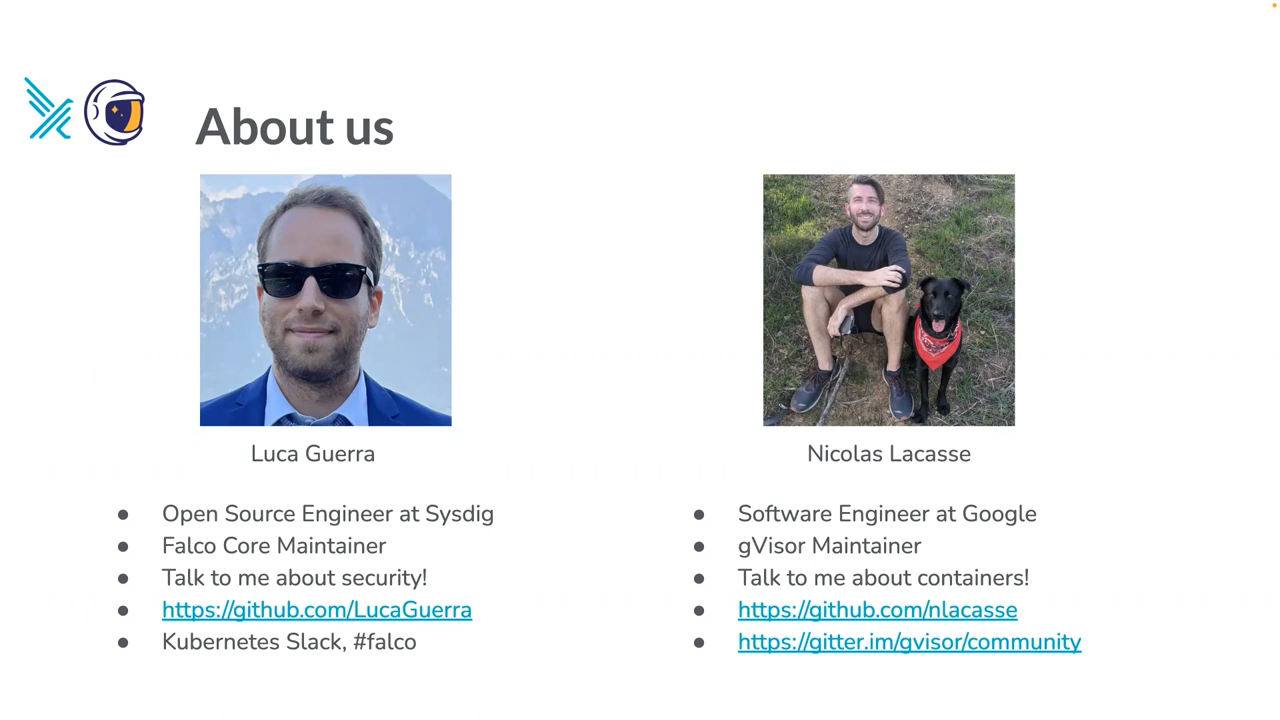 About us
Luca Guerra
● Open Source Engineer at Sysdig
● Falco Core Maintainer
● Talk to me about security!
● https://github.com/LucaGuerra
● Kubernetes Slack, #falco
Nicolas Lacasse
● Software Engineer at Google
● gVisor Maintainer
● Talk to me about containers!
● https://github.com/nlacasse
● https://gitter.im/gvisor/community